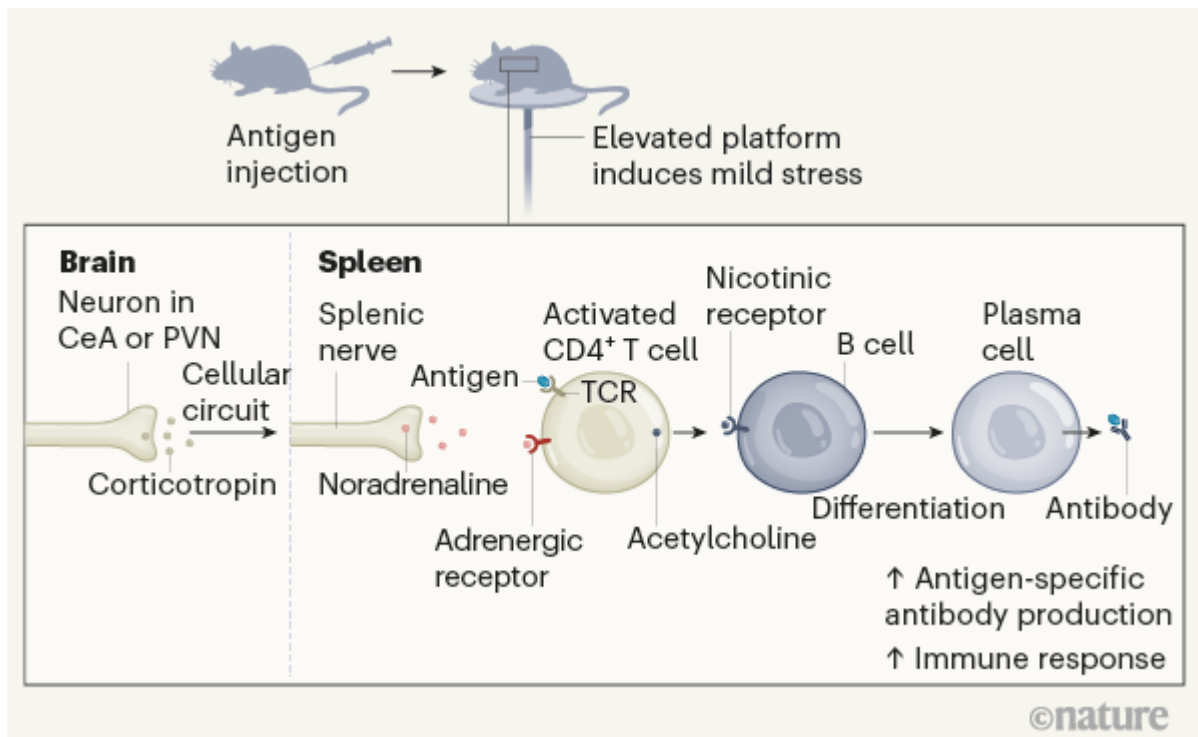 Antigen
injection
Elevated platform
induces mild stress
Brain
Neuron in
CeA or PVN
Cellular
circuit
Corticotropin
Spleen
Splenic
nerve
Noradrenaline
Antigen
Activated
CD4⁺ T cell
TCR
Adrenergic
receptor
Acetylcholine
Nicotinic
receptor
B cell
Differentiation
Plasma
cell
Antibody
↑ Antigen-specific
antibody production
↑ Immune response
©nature